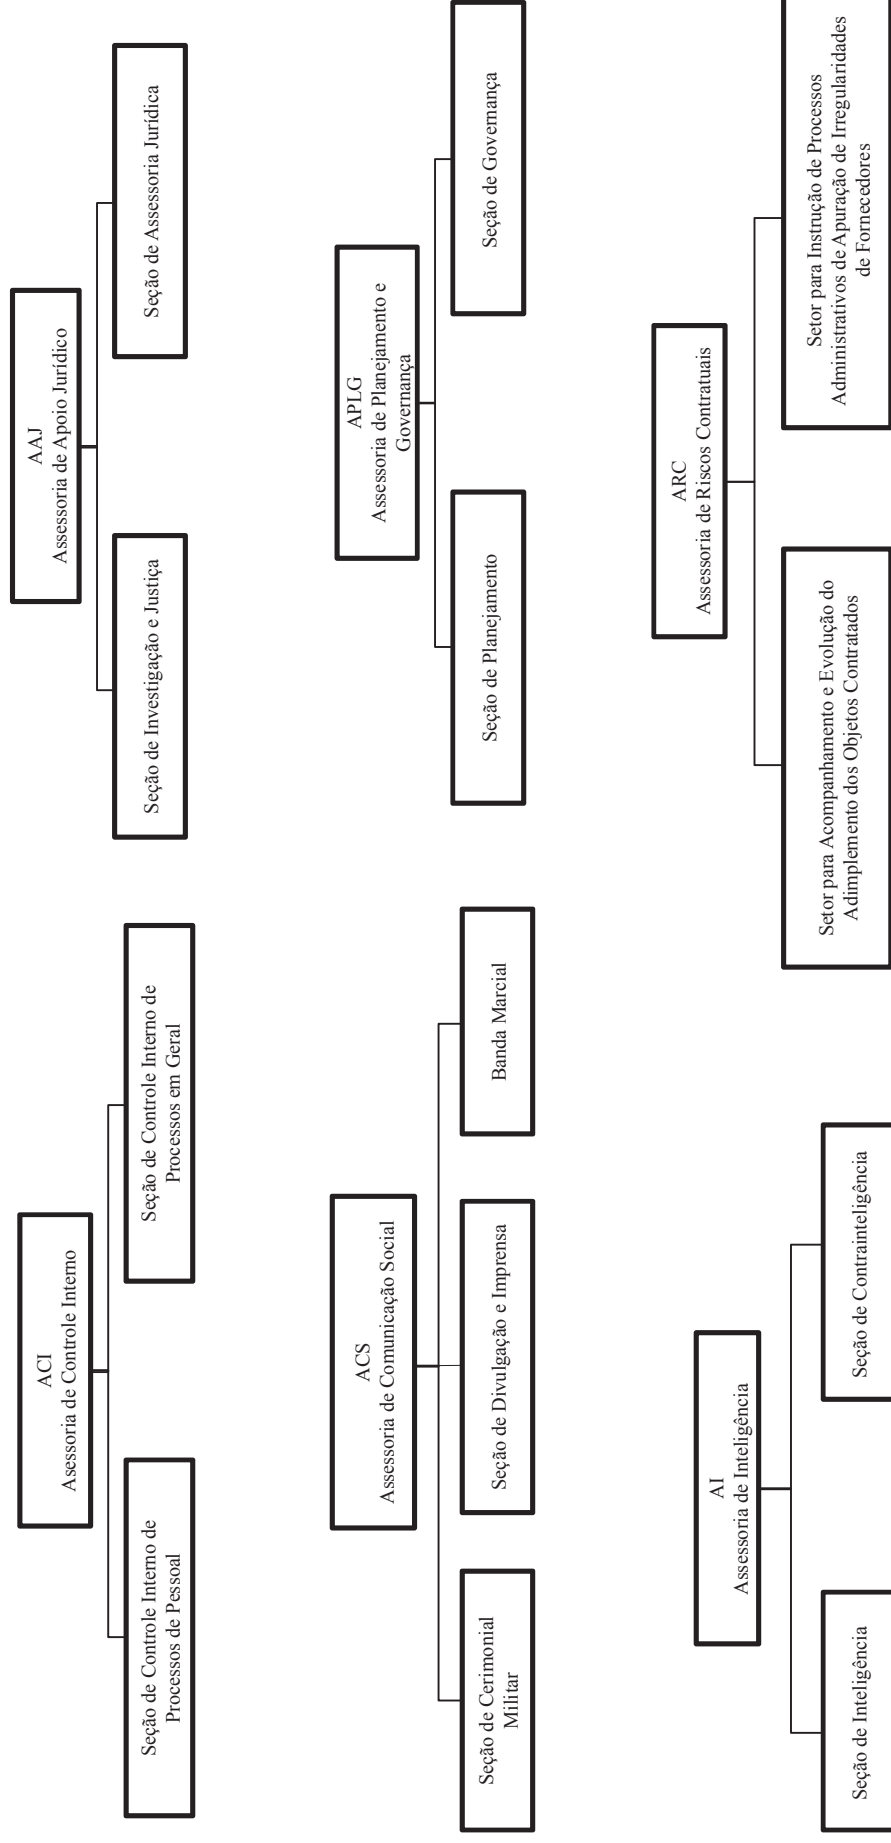 ACI
Asessoria de Controle Interno
Seção de Controle Interno de
Processos de Pessoal
Seção de Controle Interno de
Processos em Geral
AAJ
Assessoria de Apoio Jurídico
Seção de Investigação e Justiça
Seção de Assessoria Jurídica
ACS
Assessoria de Comunicação Social
Seção de Cerimonial
Militar
Seção de Divulgação e Imprensa
Banda Marcial
APLG
Assessoria de Planejamento e
Governança
Seção de Planejamento
Seção de Governança
AI
Assessoria de Inteligência
Seção de Inteligência
Seção de Contrainteligência
ARC
Assessoria de Riscos Contratuais
Setor para Acompanhamento e Evolução do
Adimplemento dos Objetos Contratados
Setor para Instrução de Processos
Administrativos de Apuração de Irregularidades
de Fornecedores